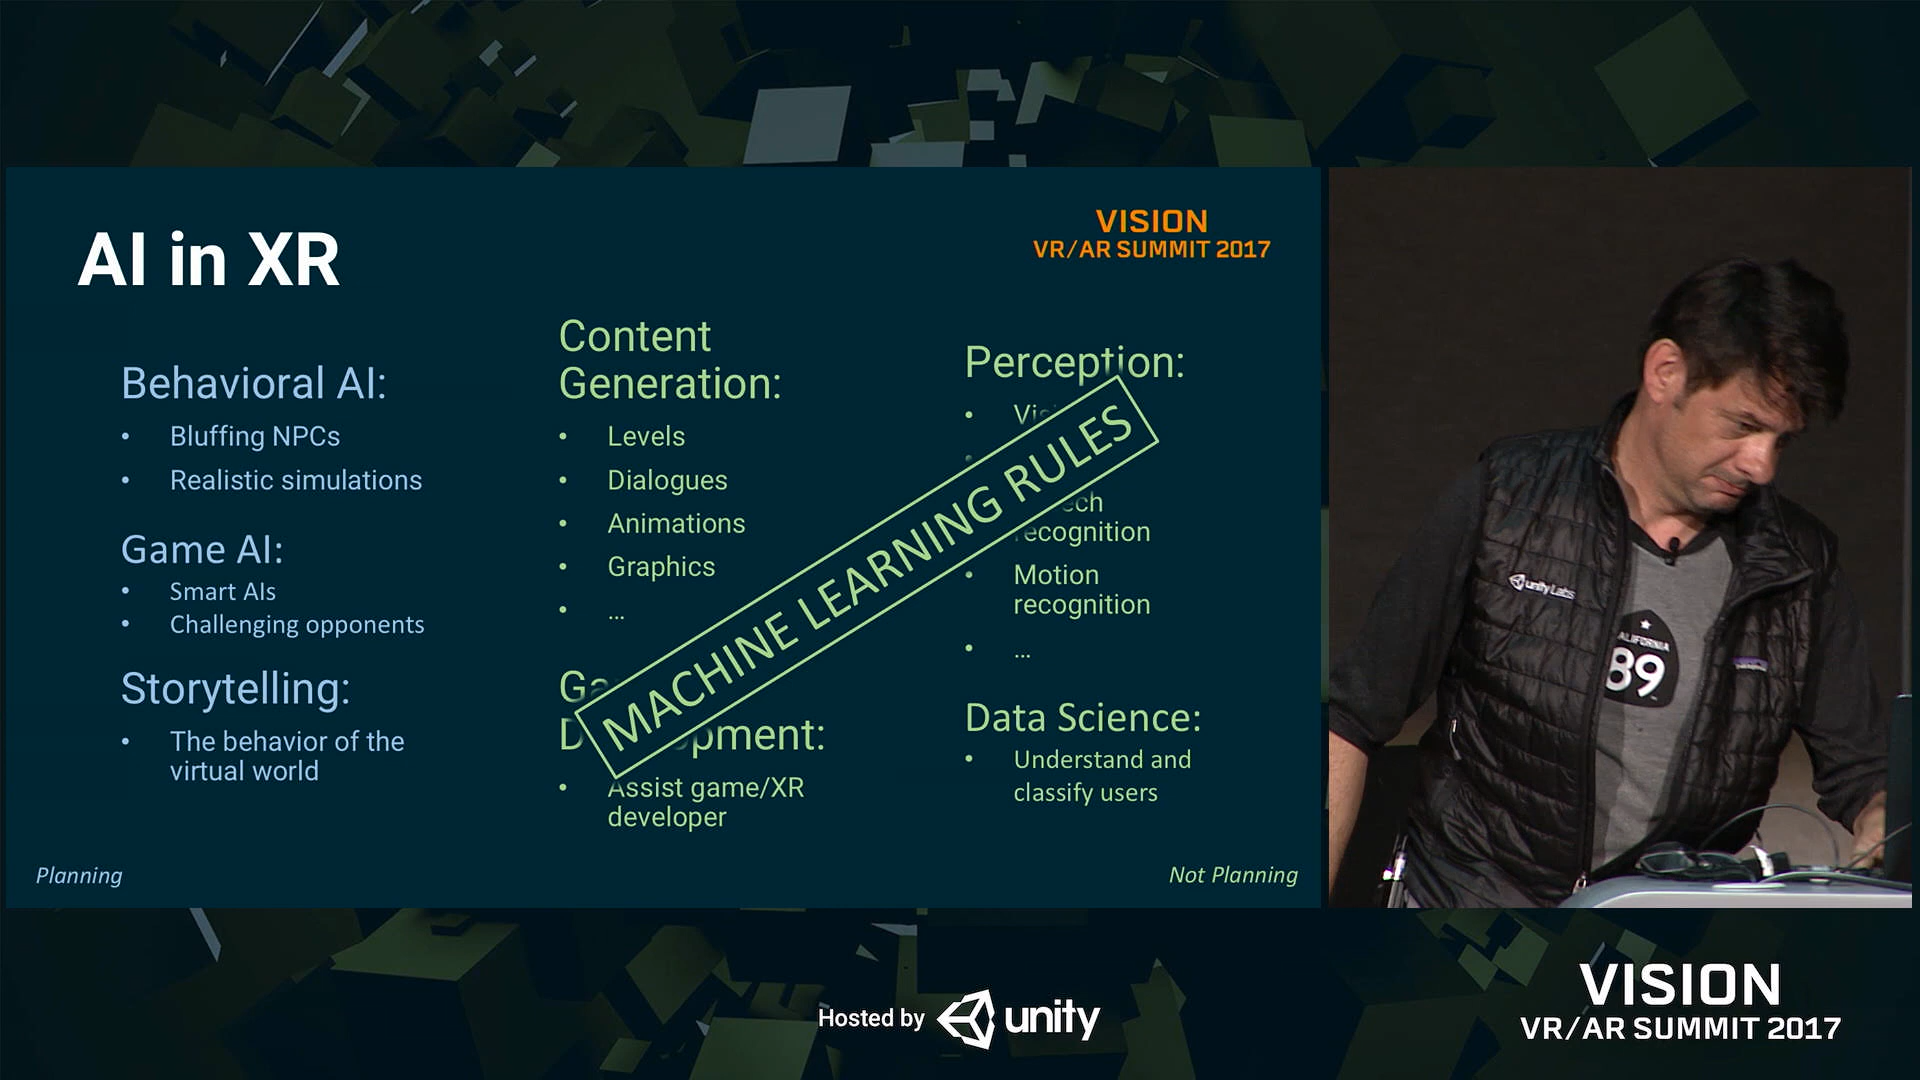 AI in XR
VISION
VR/AR SUMMIT 2017
Behavioral AI:
• Bluffing NPCs
• Realistic simulations
Game AI:
• Smart AIs
• Challenging opponents
Storytelling:
• The behavior of the
virtual world
Content
Generation:
• Levels
• Dialogues
• Animations
• Graphics
• ...
• Assist game/XR
developer
Perception:
recognition
• Motion
recognition
• ...
Data Science:
• Understand and
classify users
MACHINE LEARNING RULES
Planning
Not Planning
unity Labs
CALIFORNIA
89
Hosted by unity
VISION
VR/AR SUMMIT 2017